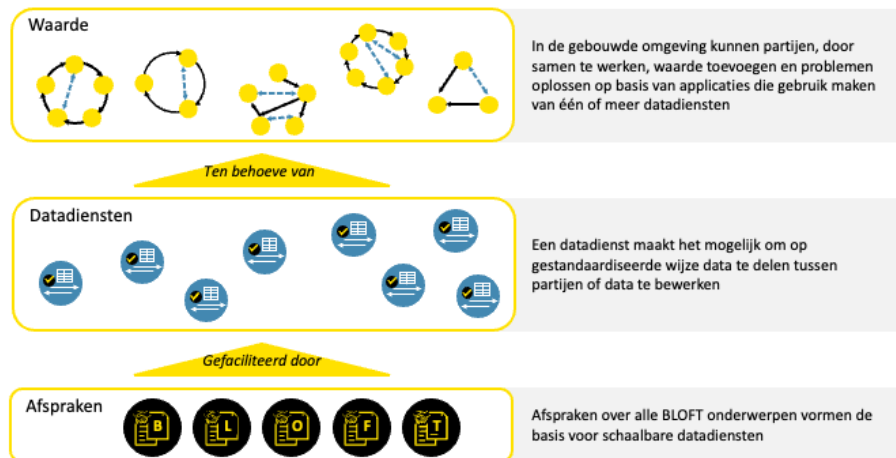 Waarde
In de gebouwde omgeving kunnen partijen, door
samen te werken, waarde toevoegen en problemen
oplossen op basis van applicaties die gebruik maken
van één of meer datadiensten
Ten behoeve van
Datadiensten
Een datadienst maakt het mogelijk om op
gestandaardiseerde wijze data te delen tussen
partijen of data te bewerken
Gefaciliteerd door
Afspraken
B L O F T
Afspraken over alle BLOFT onderwerpen vormen de
basis voor schaalbare datadiensten